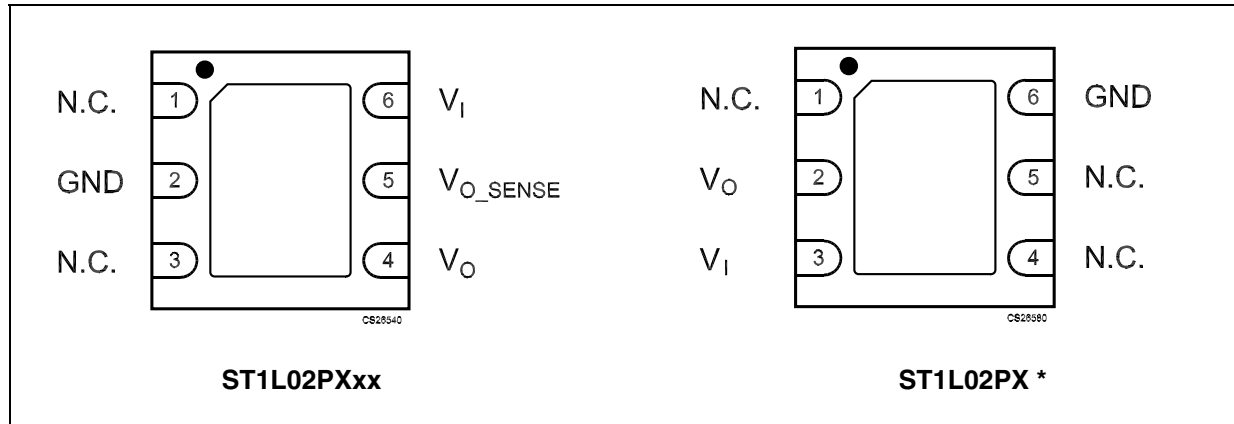 N.C. 1 6 V_I
GND 2 5 V_O_SENSE
N.C. 3 4 V_O
CS26540
ST1L02PXxx
N.C. 1 6 GND
V_O 2 5 N.C.
V_I 3 4 N.C.
CS26560
ST1L02PX *